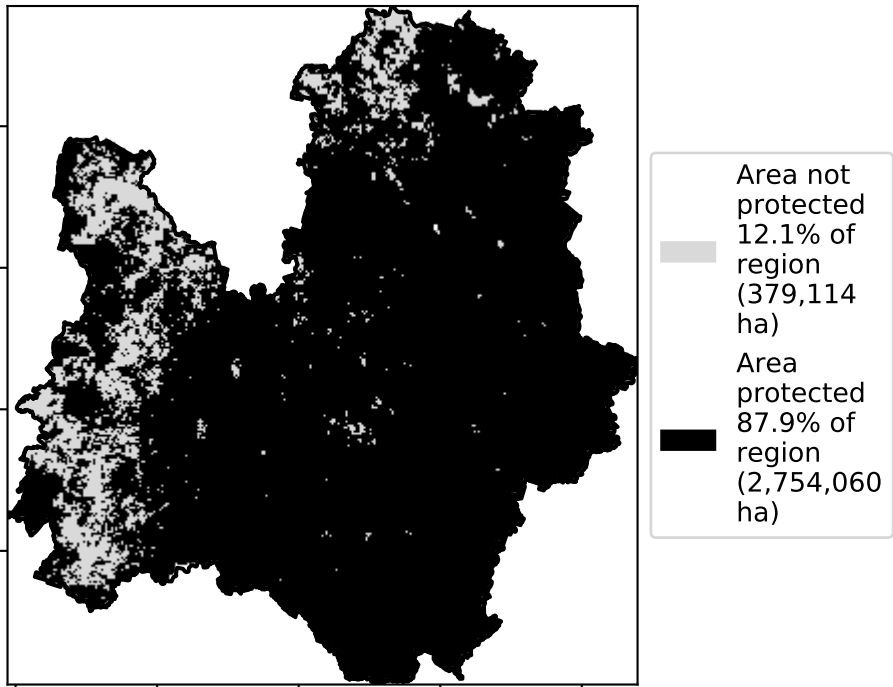 Area not
protected
12.1% of
region
(379,114
ha)
Area
protected
87.9% of
region
(2,754,060
ha)